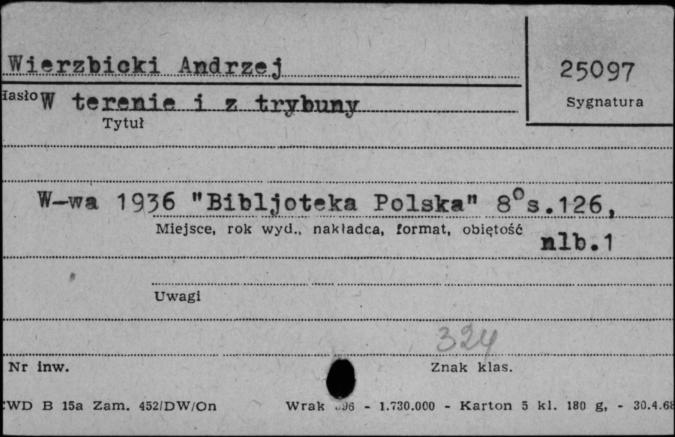 Wierzbicki Andrzej
25097
Sygnatura
Hasło W terenie i z trybuny
Tytuł
W-wa 1936 "Bibljoteka Polska" 8° s.126,
Miejsce, rok wyd., nakładca, format, objętość
nlb.1
Uwagi
324
Nr inw.
Znak klas.
CWD B 15a Zam. 452/DW/On Wrak - 1.730.000 - Karton 5 kl. 180 g, - 30.4.68